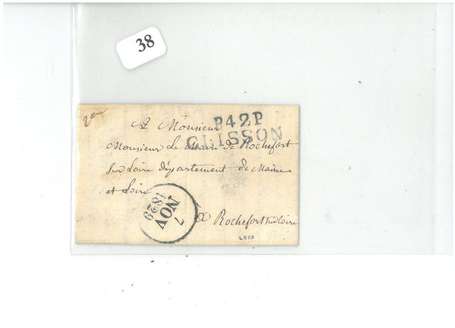 38
A Monsieur
P42P
CLISSON
Monsieur Le Maire de Rochefort
sur Loire département de Maine
et Loire
7
NOV
1829
a Rochefort sur loire